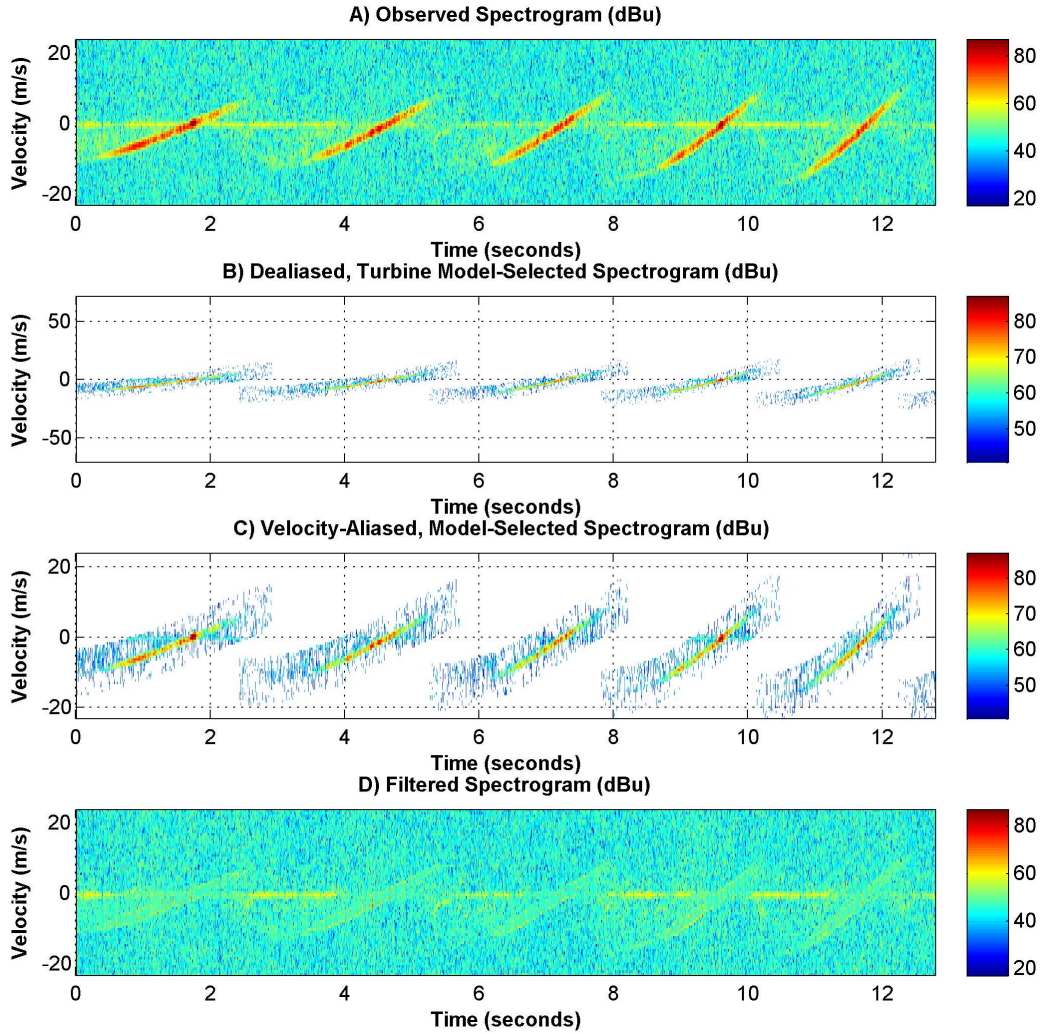 A) Observed Spectrogram (dBu)
Velocity (m/s)
20
0
-20
0 2 4 6 8 10 12
Time (seconds)
80
60
40
20
B) Dealiased, Turbine Model-Selected Spectrogram (dBu)
Velocity (m/s)
50
0
-50
0 2 4 6 8 10 12
Time (seconds)
80
70
60
50
C) Velocity-Aliased, Model-Selected Spectrogram (dBu)
Velocity (m/s)
20
0
-20
0 2 4 6 8 10 12
Time (seconds)
80
70
60
50
D) Filtered Spectrogram (dBu)
Velocity (m/s)
20
0
-20
0 2 4 6 8 10 12
Time (seconds)
80
60
40
20